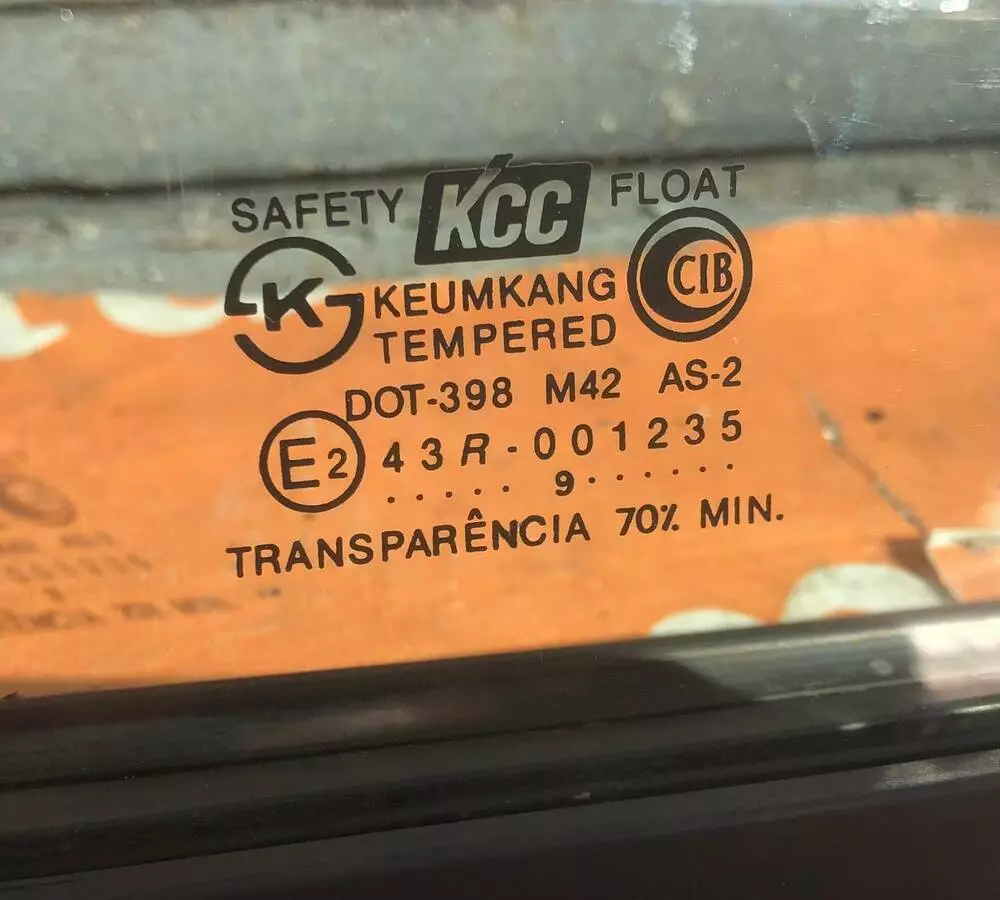 SAFETY KCC FLOAT
K KEUMKANG CIB
TEMPERED
DOT-398 M42 AS-2
E2 43R-001235
..... 9......
TRANSPARÊNCIA 70% MIN.